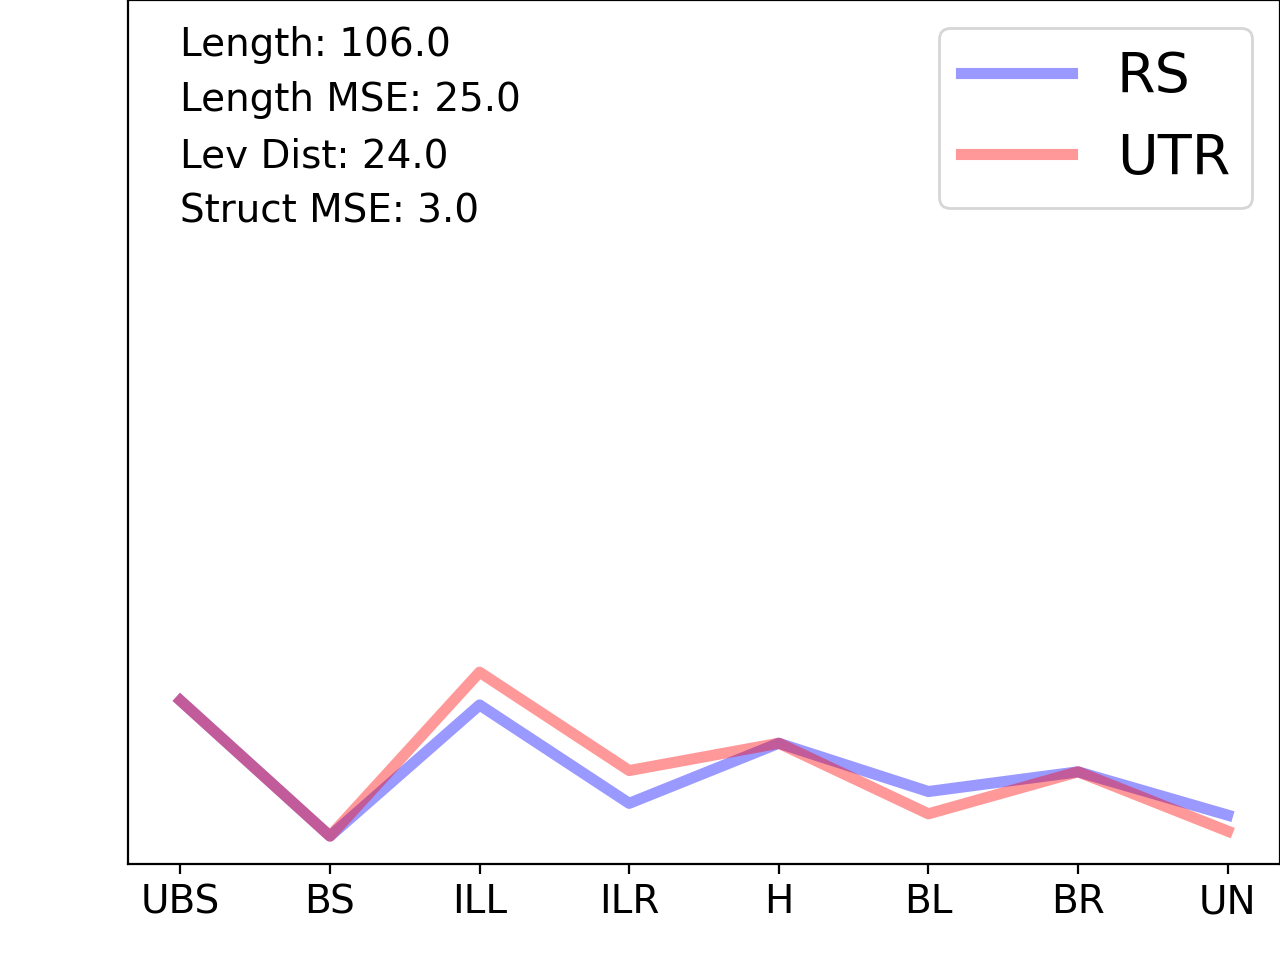 Length: 106.0
Length MSE: 25.0
Lev Dist: 24.0
Struct MSE: 3.0
RS
UTR
UBS BS ILL ILR H BL BR UN